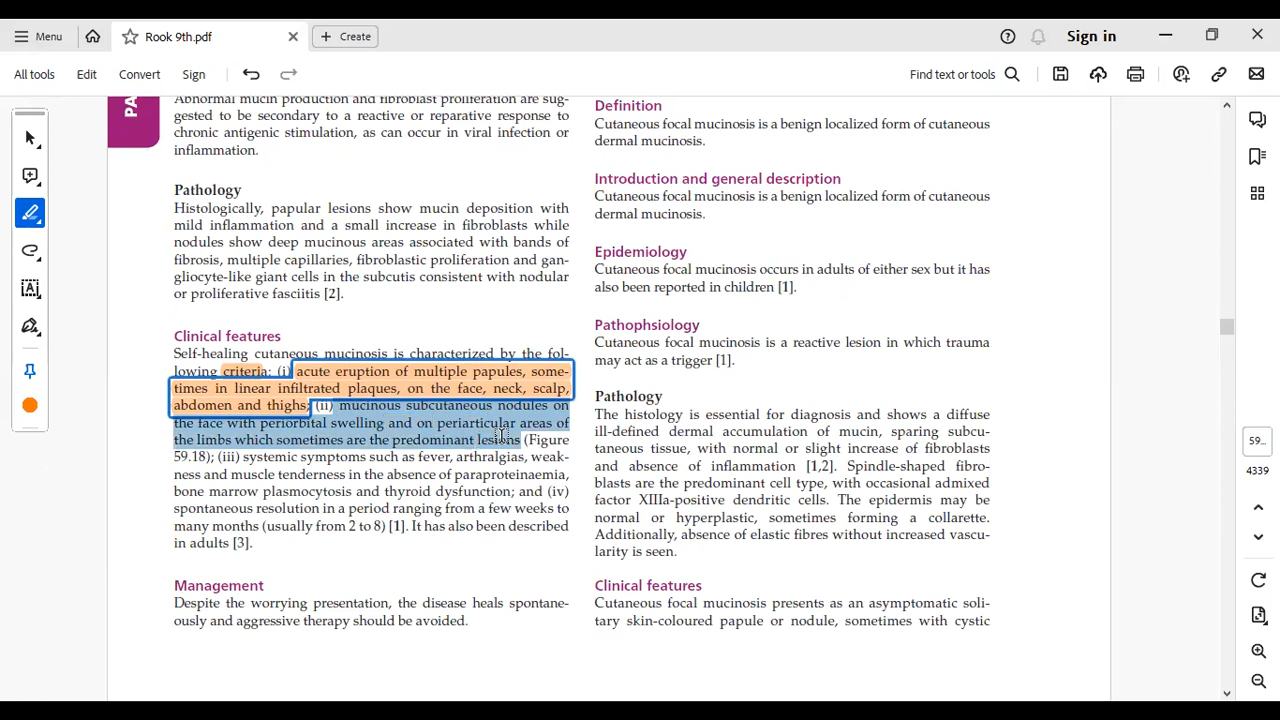 Menu
Rook 9th.pdf
Create
Sign in
All tools
Edit
Convert
Sign
Find text or tools
PA
Abnormal mucin production and fibroblast proliferation are sug-
gested to be secondary to a reactive or reparative response to
chronic antigenic stimulation, as can occur in viral infection or
inflammation.
Pathology
Histologically, papular lesions show mucin deposition with
mild inflammation and a small increase in fibroblasts while
nodules show deep mucinous areas associated with bands of
fibrosis, multiple capillaries, fibroblastic proliferation and gan-
gliocyte-like giant cells in the subcutis consistent with nodular
or proliferative fasciitis [2].
Clinical features
Self-healing cutaneous mucinosis is characterized by the fol-
lowing criteria: (i) acute eruption of multiple papules, some-
times in linear infiltrated plaques, on the face, neck, scalp,
abdomen and thighs; (ii) mucinous subcutaneous nodules on
the face with periorbital swelling and on periarticular areas of
the limbs which sometimes are the predominant lesions (Figure
59.18); (iii) systemic symptoms such as fever, arthralgias, weak-
ness and muscle tenderness in the absence of paraproteinaemia,
bone marrow plasmocytosis and thyroid dysfunction; and (iv)
spontaneous resolution in a period ranging from a few weeks to
many months (usually from 2 to 8) [1]. It has also been described
in adults [3].
Management
Despite the worrying presentation, the disease heals spontane-
ously and aggressive therapy should be avoided.
Definition
Cutaneous focal mucinosis is a benign localized form of cutaneous
dermal mucinosis.
Introduction and general description
Cutaneous focal mucinosis is a benign localized form of cutaneous
dermal mucinosis.
Epidemiology
Cutaneous focal mucinosis occurs in adults of either sex but it has
also been reported in children [1].
Pathophsiology
Cutaneous focal mucinosis is a reactive lesion in which trauma
may act as a trigger [1].
Pathology
The histology is essential for diagnosis and shows a diffuse
ill-defined dermal accumulation of mucin, sparing subcu-
taneous tissue, with normal or slight increase of fibroblasts
and absence of inflammation [1,2]. Spindle-shaped fibro-
blasts are the predominant cell type, with occasional admixed
factor XIIIa-positive dendritic cells. The epidermis may be
normal or hyperplastic, sometimes forming a collarette.
Additionally, absence of elastic fibres without increased vascu-
larity is seen.
Clinical features
Cutaneous focal mucinosis presents as an asymptomatic soli-
tary skin-coloured papule or nodule, sometimes with cystic
59...
4339